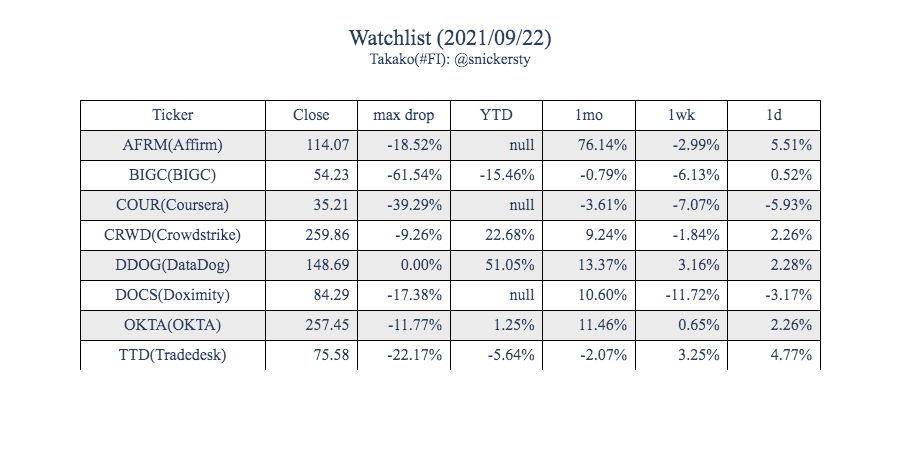 Watchlist (2021/09/22)
Takako(#FI): @snickersty
Ticker Close max drop YTD 1mo 1wk 1d
AFRM(Affirm) 114.07 -18.52% null 76.14% -2.99% 5.51%
BIGC(BIGC) 54.23 -61.54% -15.46% -0.79% -6.13% 0.52%
COUR(Coursera) 35.21 -39.29% null -3.61% -7.07% -5.93%
CRWD(Crowdstrike) 259.86 -9.26% 22.68% 9.24% -1.84% 2.26%
DDOG(DataDog) 148.69 0.00% 51.05% 13.37% 3.16% 2.28%
DOCS(Doximity) 84.29 -17.38% null 10.60% -11.72% -3.17%
OKTA(OKTA) 257.45 -11.77% 1.25% 11.46% 0.65% 2.26%
TTD(Tradedesk) 75.58 -22.17% -5.64% -2.07% 3.25% 4.77%